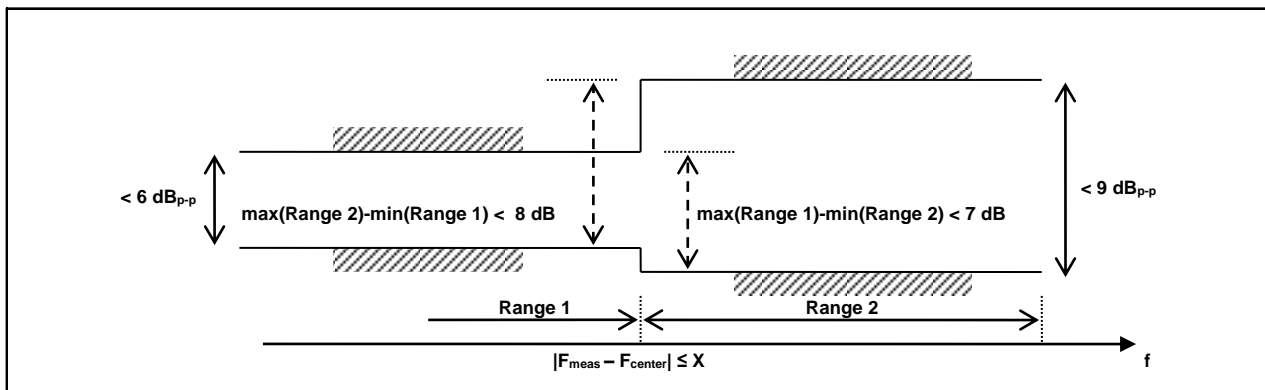 < 6 dBp-p
max(Range 2)-min(Range 1) < 8 dB
max(Range 1)-min(Range 2) < 7 dB
< 9 dBp-p
Range 1
Range 2
|Fmeas – Fcenter| ≤ X
f